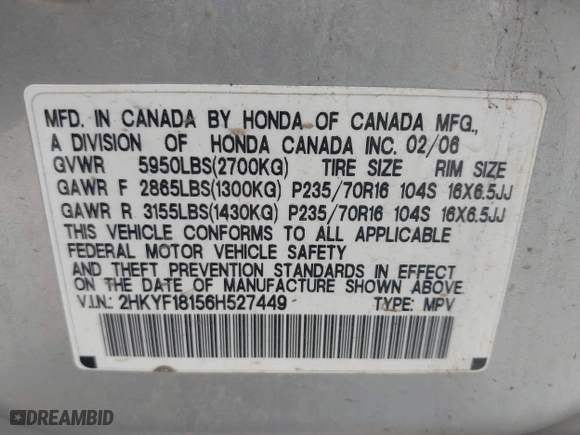 MFD. IN CANADA BY HONDA OF CANADA MFG.,
A DIVISION OF HONDA CANADA INC. 02/06
GVWR 5950LBS(2700KG) TIRE SIZE RIM SIZE
GAWR F 2865LBS(1300KG) P235/70R16 104S 16X6.5JJ
GAWR R 3155LBS(1430KG) P235/70R16 104S 16X6.5JJ
THIS VEHICLE CONFORMS TO ALL APPLICABLE
FEDERAL MOTOR VEHICLE SAFETY
AND THEFT PREVENTION STANDARDS IN EFFECT
ON THE DATE OF MANUFACTURE SHOWN ABOVE.
V.I.N.: 2HKYF18156H527449 TYPE: MPV
DREAMBID